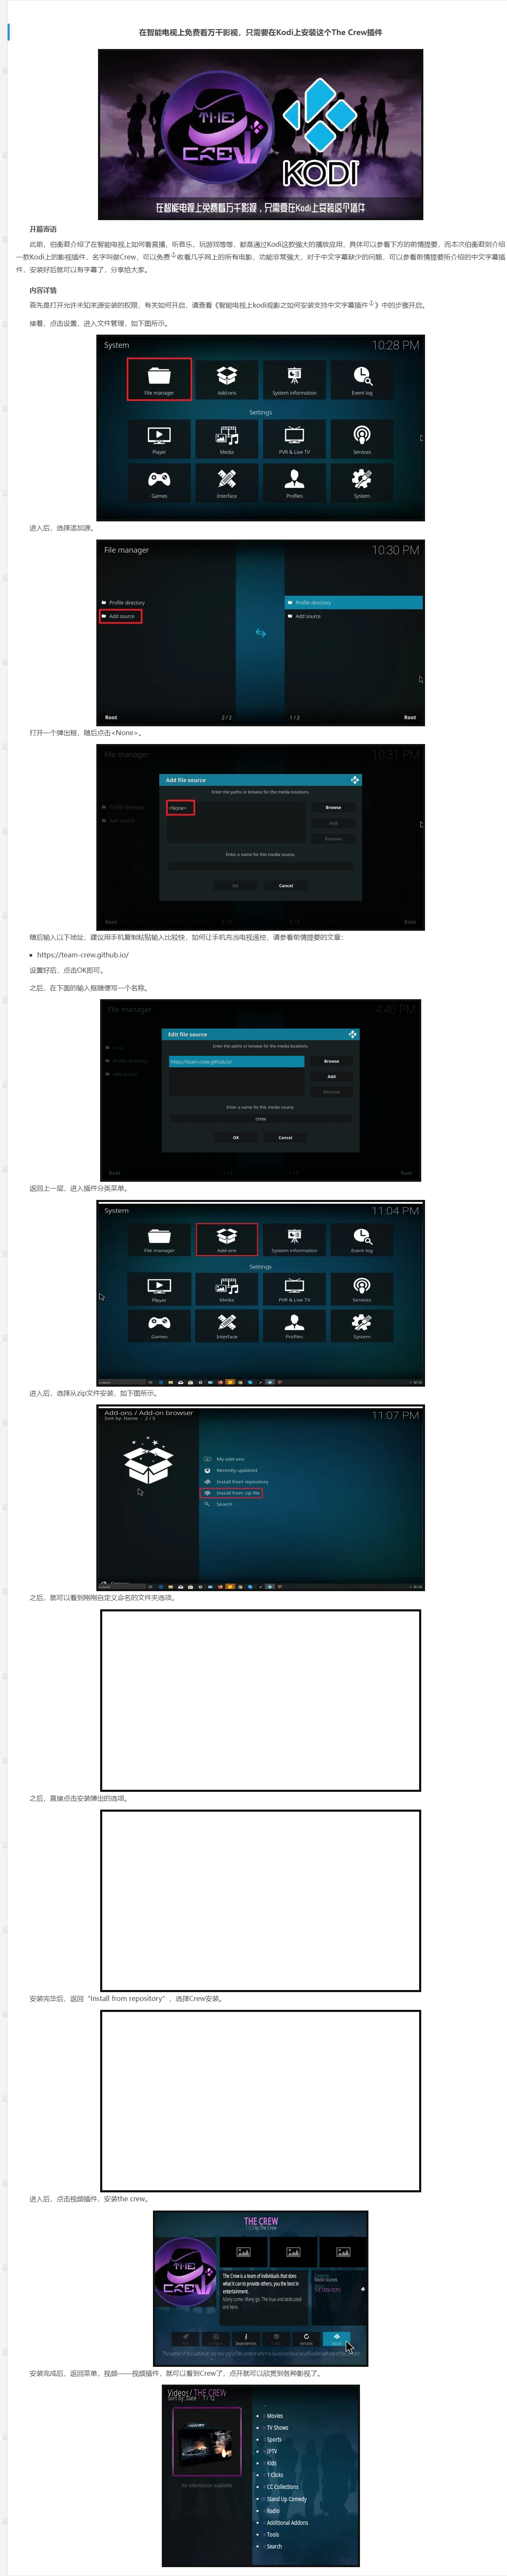 在智能电视上免费看万千影视，只需要在Kodi上安装这个The Crew插件
THE
CREW
KODI
在智能电视上免费看万千影视，只需要在Kodi上安装这个插件
开篇寄语
此前，伯衡君介绍了在智能电视上如何看直播，听音乐，玩游戏等等，都是通过Kodi这款强大的播放应用，具体可以参看下方的前情提要，而本次伯衡君则介绍
一款Kodi上的影视插件，名字叫做Crew，可以免费收看几乎网上的所有电影，功能非常强大，对于中文字幕缺少的问题，可以参看前情提要所介绍的中文字幕插
件，安装好后就可以有字幕了，分享给大家。
内容详情
首先是打开允许未知来源安装的权限，有关如何开启，请查看《智能电视上kodi观影之如何安装支持中文字幕插件》中的步骤开启。
接着，点击设置，进入文件管理，如下图所示。
System
10:28 PM
File manager
Add-ons
System information
Event log
Settings
Player
Media
PVR & Live TV
Services
Games
Interface
Profiles
System
进入后，选择添加源。
File manager
10:30 PM
Profile directory
Add source
Profile directory
Add source
Root
2 / 2
1 / 2
Root
打开一个弹出框，随后点击<None>。
File manager
10:31 PM
Add file source
Enter the paths or browse for the media locations.
<None>
Browse
Add
Remove
Enter a name for this media source.
OK
Cancel
Profile directory
Add source
Root
2 / 2
1 / 2
Root
随后输入以下地址，建议用手机复制粘贴输入比较快，如何让手机充当电视遥控，请参看前情提要的文章：
https://team-crew.github.io/
设置好后，点击OK即可。
之后，在下面的输入框随便写一个名称。
File manager
4:40 PM
Edit file source
Enter the paths or browse for the media locations.
https://team-crew.github.io/
Browse
Add
Remove
Enter a name for this media source.
crew
OK
Cancel
Profile directory
Add source
Root
Root
返回上一层，进入插件分类菜单。
System
11:04 PM
File manager
Add-ons
System information
Event log
Settings
Player
Media
PVR & Live TV
Services
Games
Interface
Profiles
System
进入后，选择从zip文件安装，如下图所示。
Add-ons / Add-on browser
Sort by: Name · 2 / 5
11:07 PM
My add-ons
Recently updated
Install from repository
Install from zip file
Search
Options
之后，就可以看到刚刚自定义命名的文件夹选项。
之后，直接点击安装弹出的选项。
安装完毕后，返回“Install from repository”，选择Crew安装。
进入后，点击视频插件，安装the crew。
THE CREW
by The Crew
THE
CREW
The Crew is a team of individuals that does
what it can to provide others, you the best in
entertainment.
Many come, Many go. The true and dedicated
are here.
Media sources
Dependencies
Versions
Install
安装完成后，返回菜单，视频——视频插件，就可以看到Crew了，点开就可以欣赏到各种影视了。
Videos / THE CREW
Sort by: Date · 1 / 12
No information available
Movies
TV Shows
Sports
IPTV
Kids
1 Clicks
CC Collections
Stand Up Comedy
Radio
Additional Addons
Tools
Search